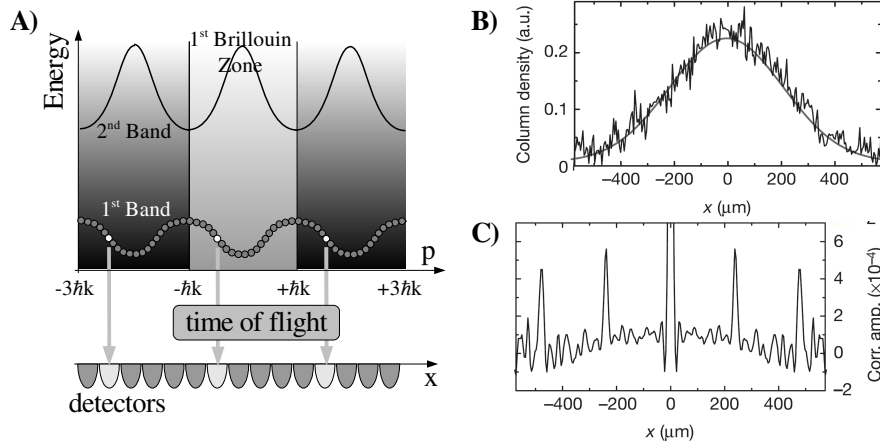 A)
Energy
1st Brillouin
Zone
2nd Band
1st Band
p
-3ħk
-ħk
+ħk
+3ħk
time of flight
x
detectors
B)
Column density (a.u.)
0.2
0.1
0
−400
−200
0
200
400
x (μm)
C)
6
4
2
0
−2
Corr. amp. (×10⁻⁴)
−400
−200
0
200
400
x (μm)